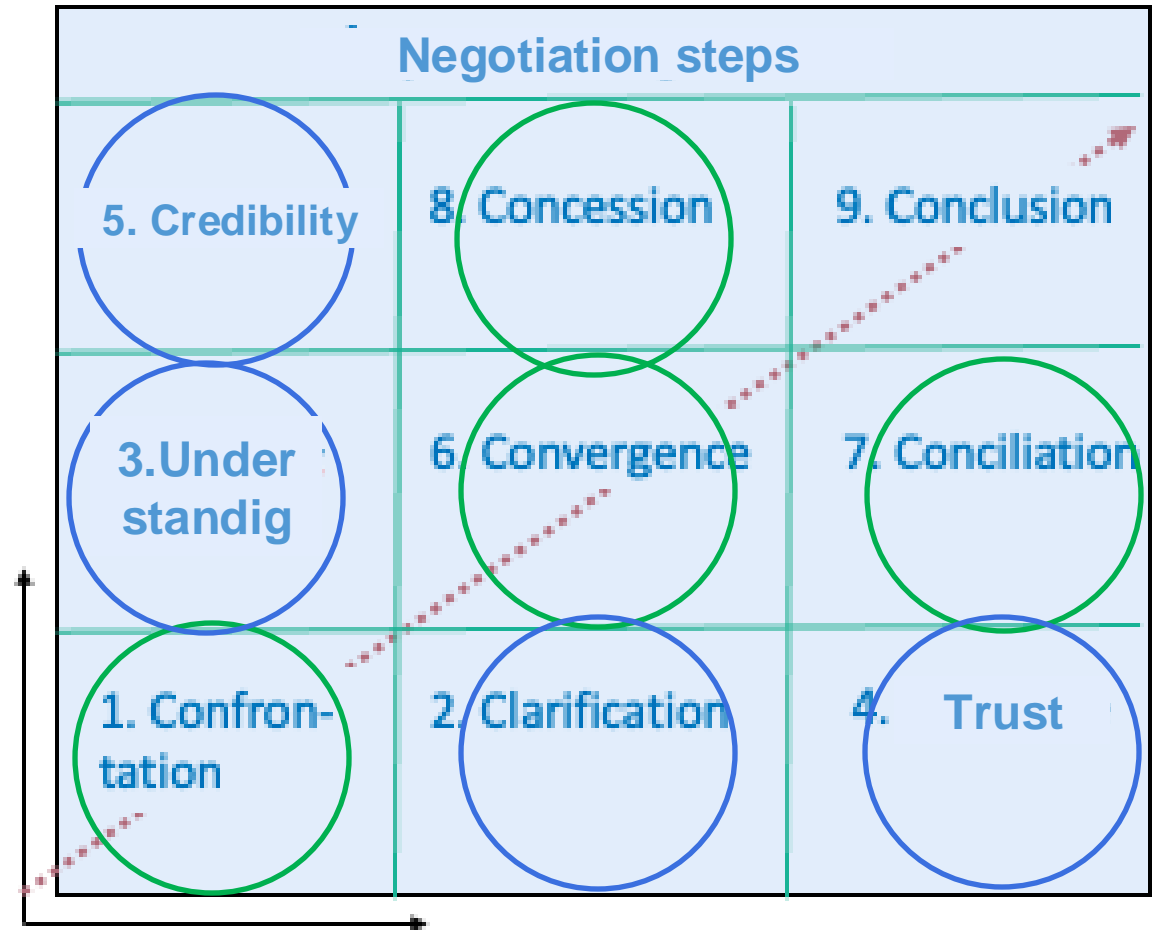 Negotiation steps
5. Credibility
8. Concession
9. Conclusion
3.Under
standig
6. Convergence
7. Conciliation
1. Confron-
tation
2. Clarification
4. Trust